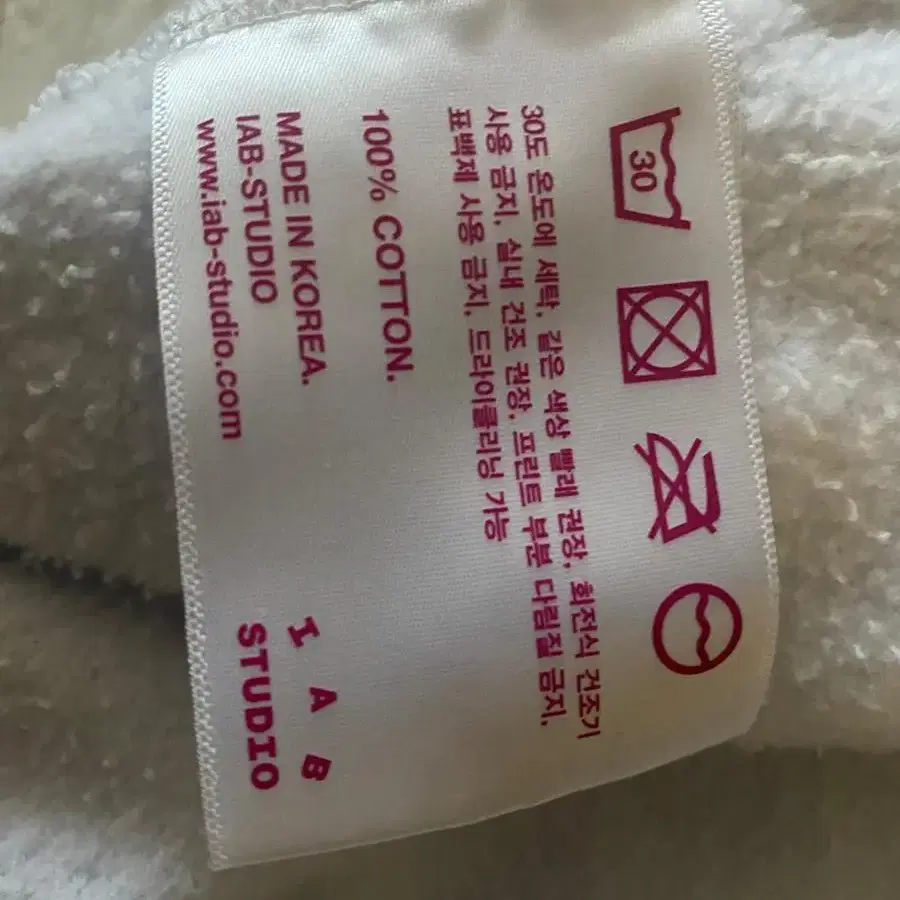 30
30도 온도에 세탁, 같은 색상 빨래 권장, 회전식 건조기
사용 금지, 실내 건조 권장, 프린트 부분 다림질 금지,
표백제 사용 금지, 드라이클리닝 가능
100% COTTON.
MADE IN KOREA.
IAB-STUDIO
www.iab-studio.com
I A B
STUDIO